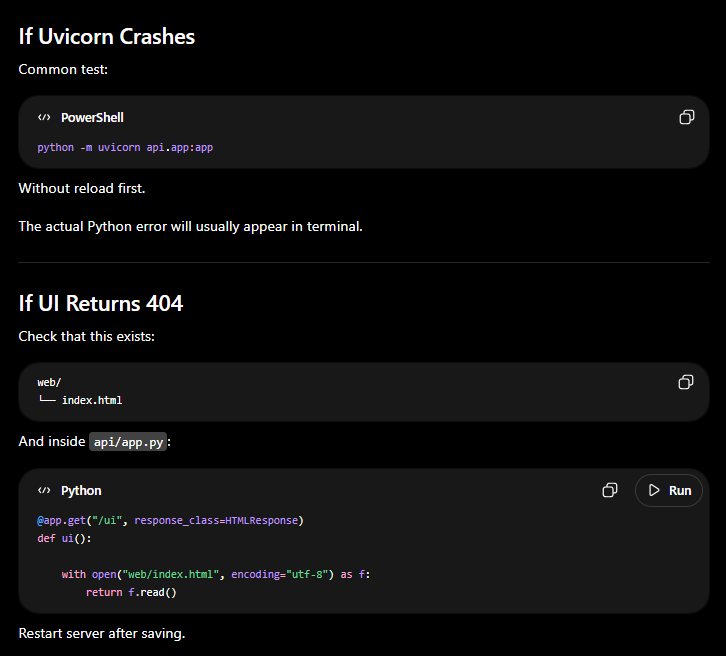 If Uvicorn Crashes
Common test:
PowerShell
python -m uvicorn api.app:app
Without reload first.
The actual Python error will usually appear in terminal.
If UI Returns 404
Check that this exists:
web/
└── index.html
And inside api/app.py:
Python
Run
@app.get("/ui", response_class=HTMLResponse)
def ui():
    with open("web/index.html", encoding="utf-8") as f:
        return f.read()
Restart server after saving.